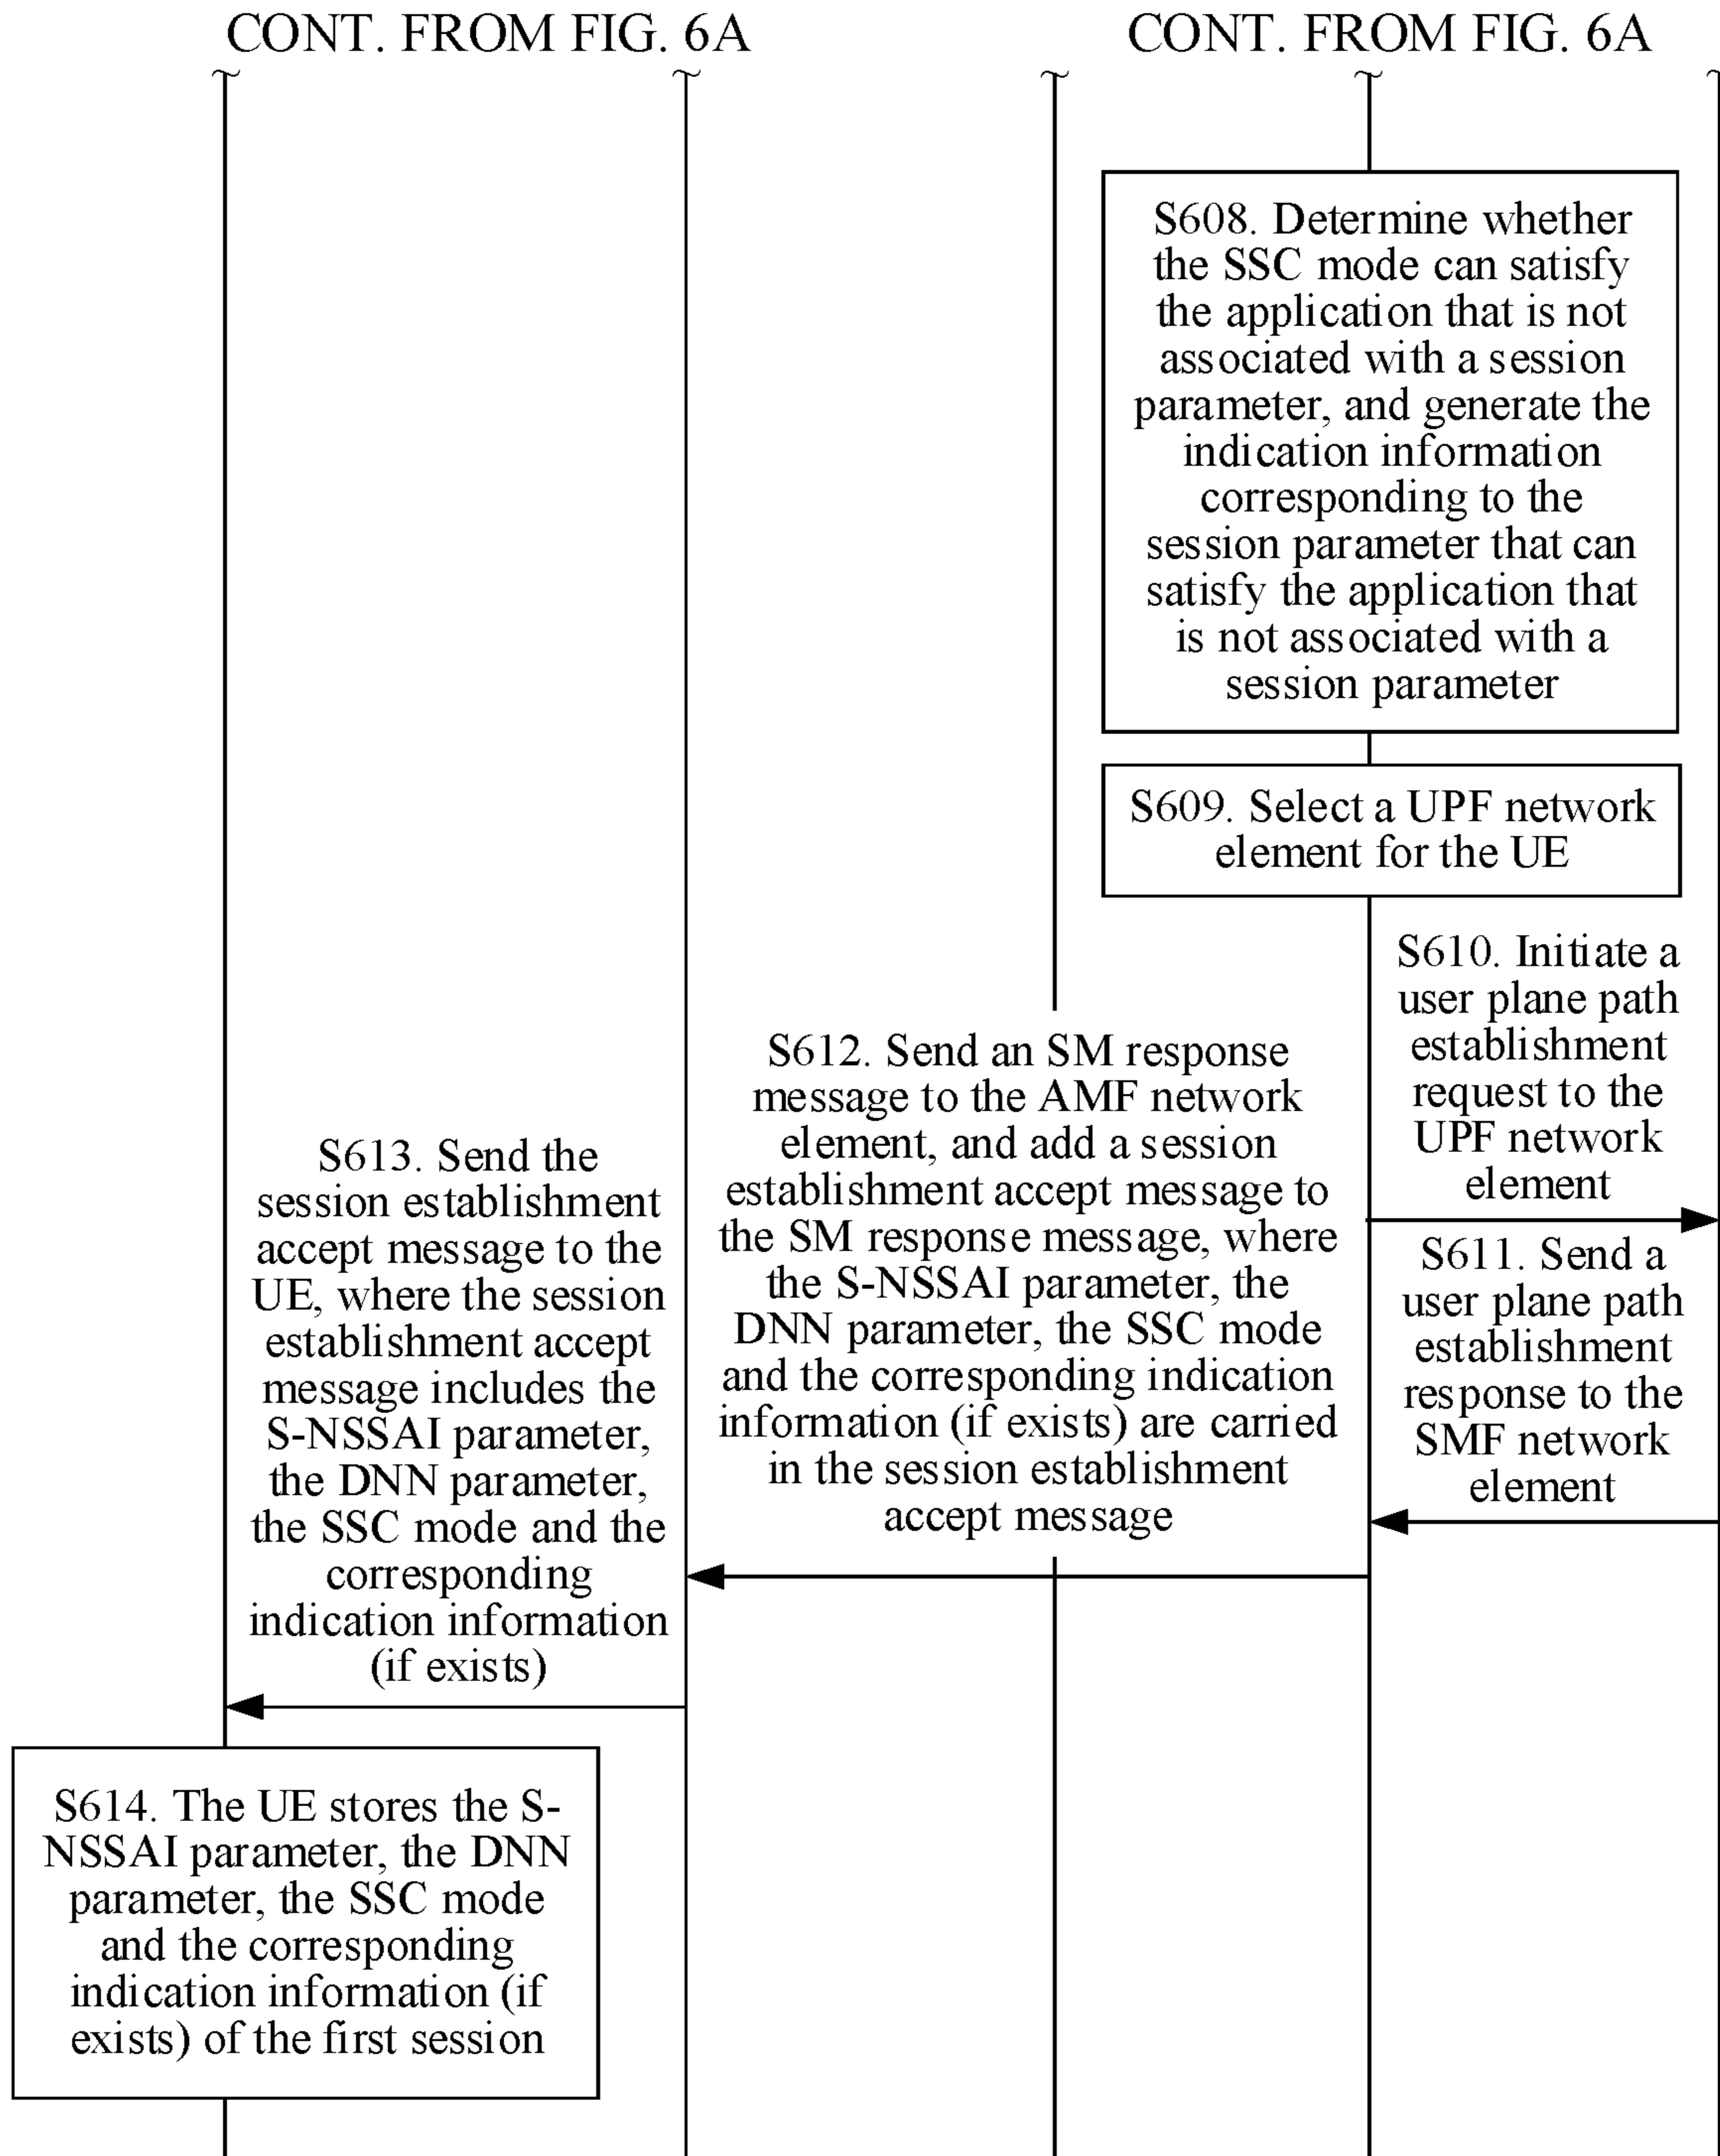 CONT. FROM FIG. 6A
CONT. FROM FIG. 6A
S608. Determine whether
the SSC mode can satisfy
the application that is not
associated with a session
parameter, and generate the
indication information
corresponding to the
session parameter that can
satisfy the application that
is not associated with a
session parameter
S609. Select a UPF network
element for the UE
S610. Initiate a
user plane path
establishment
request to the
UPF network
element
S611. Send a
user plane path
establishment
response to the
SMF network
element
S612. Send an SM response
message to the AMF network
element, and add a session
establishment accept message to
the SM response message, where
the S-NSSAI parameter, the
DNN parameter, the SSC mode
and the corresponding indication
information (if exists) are carried
in the session establishment
accept message
S613. Send the
session establishment
accept message to the
UE, where the session
establishment accept
message includes the
S-NSSAI parameter,
the DNN parameter,
the SSC mode and the
corresponding
indication information
(if exists)
S614. The UE stores the S-
NSSAI parameter, the DNN
parameter, the SSC mode
and the corresponding
indication information (if
exists) of the first session